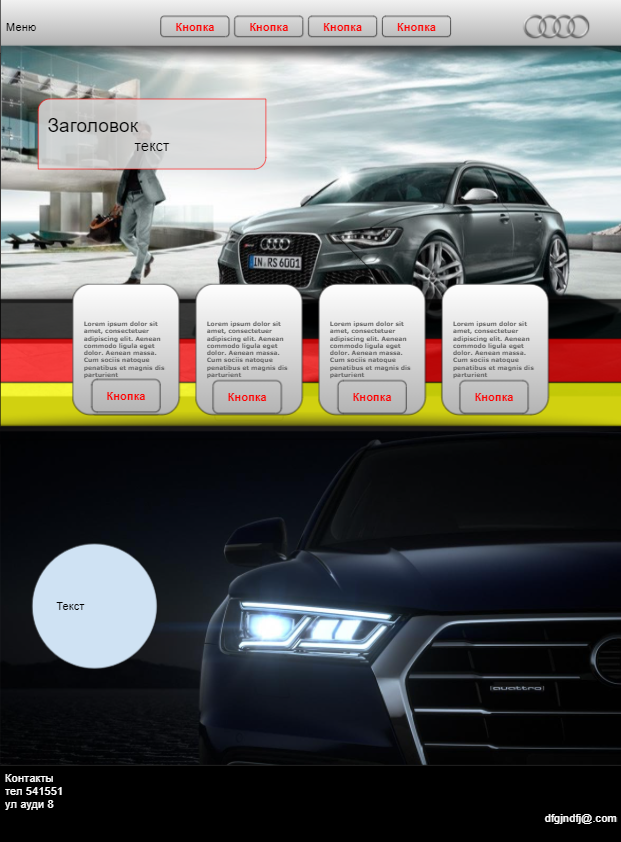 Меню
Кнопка Кнопка Кнопка Кнопка
Заголовок
текст
IN RS 6001
Lorem ipsum dolor sit
amet, consectetuer
adipiscing elit. Aenean
commodo ligula eget
dolor. Aenean massa.
Cum sociis natoque
penatibus et magnis dis
parturient
Кнопка
Lorem ipsum dolor sit
amet, consectetuer
adipiscing elit. Aenean
commodo ligula eget
dolor. Aenean massa.
Cum sociis natoque
penatibus et magnis dis
parturient
Кнопка
Lorem ipsum dolor sit
amet, consectetuer
adipiscing elit. Aenean
commodo ligula eget
dolor. Aenean massa.
Cum sociis natoque
penatibus et magnis dis
parturient
Кнопка
Lorem ipsum dolor sit
amet, consectetuer
adipiscing elit. Aenean
commodo ligula eget
dolor. Aenean massa.
Cum sociis natoque
penatibus et magnis dis
parturient
Кнопка
Текст
quattro
Контакты
тел 541551
ул ауди 8
dfgjndfj@.com